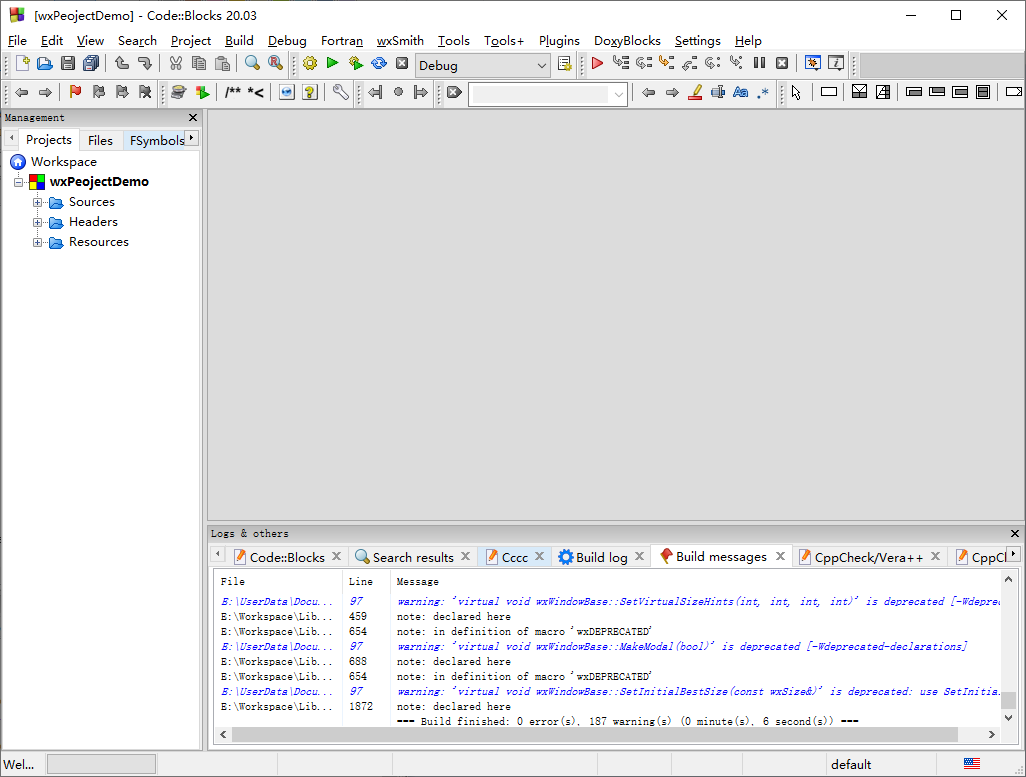 [wxPeojectDemo] - Code::Blocks 20.03
File Edit View Search Project Build Debug Fortran wxSmith Tools Tools+ Plugins DoxyBlocks Settings Help
Debug
/** *<
Management
Projects Files FSymbols
Workspace
wxPeojectDemo
Sources
Headers
Resources
Logs & others
Code::Blocks Search results Cccc Build log Build messages CppCheck/Vera++ CppCl
File Line Message
E:\UserData\Docu... 97 warning: 'virtual void wxWindowBase::SetVirtualSizeHints(int, int, int, int)' is deprecated [-Wdeprec
E:\Workspace\Lib... 459 note: declared here
E:\Workspace\Lib... 654 note: in definition of macro 'wxDEPRECATED'
E:\UserData\Docu... 97 warning: 'virtual void wxWindowBase::MakeModal(bool)' is deprecated [-Wdeprecated-declarations]
E:\Workspace\Lib... 688 note: declared here
E:\Workspace\Lib... 654 note: in definition of macro 'wxDEPRECATED'
E:\UserData\Docu... 97 warning: 'virtual void wxWindowBase::SetInitialBestSize(const wxSize&)' is deprecated: use SetInitia
E:\Workspace\Lib... 1872 note: declared here
=== Build finished: 0 error(s), 187 warning(s) (0 minute(s), 6 second(s)) ===
Wel... default